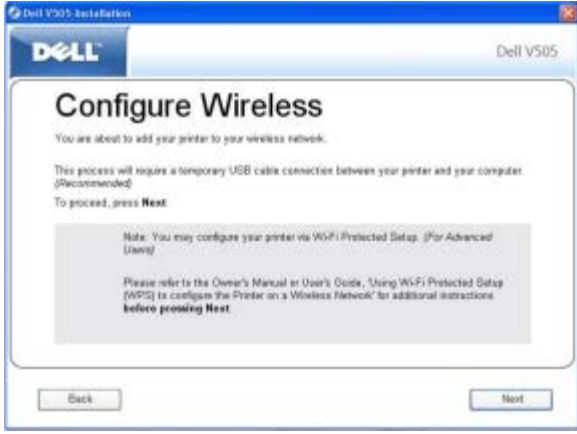 Dell V505 Installation
DELL
Dell V505
Configure Wireless
You are about to add your printer to your wireless network.
This process will require a temporary USB cable connection between your printer and your computer.
(Recommended)
To proceed, press Next.
Note: You may configure your printer via Wi-Fi Protected Setup. (For Advanced
Users)
Please refer to the Owner's Manual or User's Guide, 'Using Wi-Fi Protected Setup
(WPS) to configure the Printer on a Wireless Network' for additional instructions
before pressing Next.
Back
Next